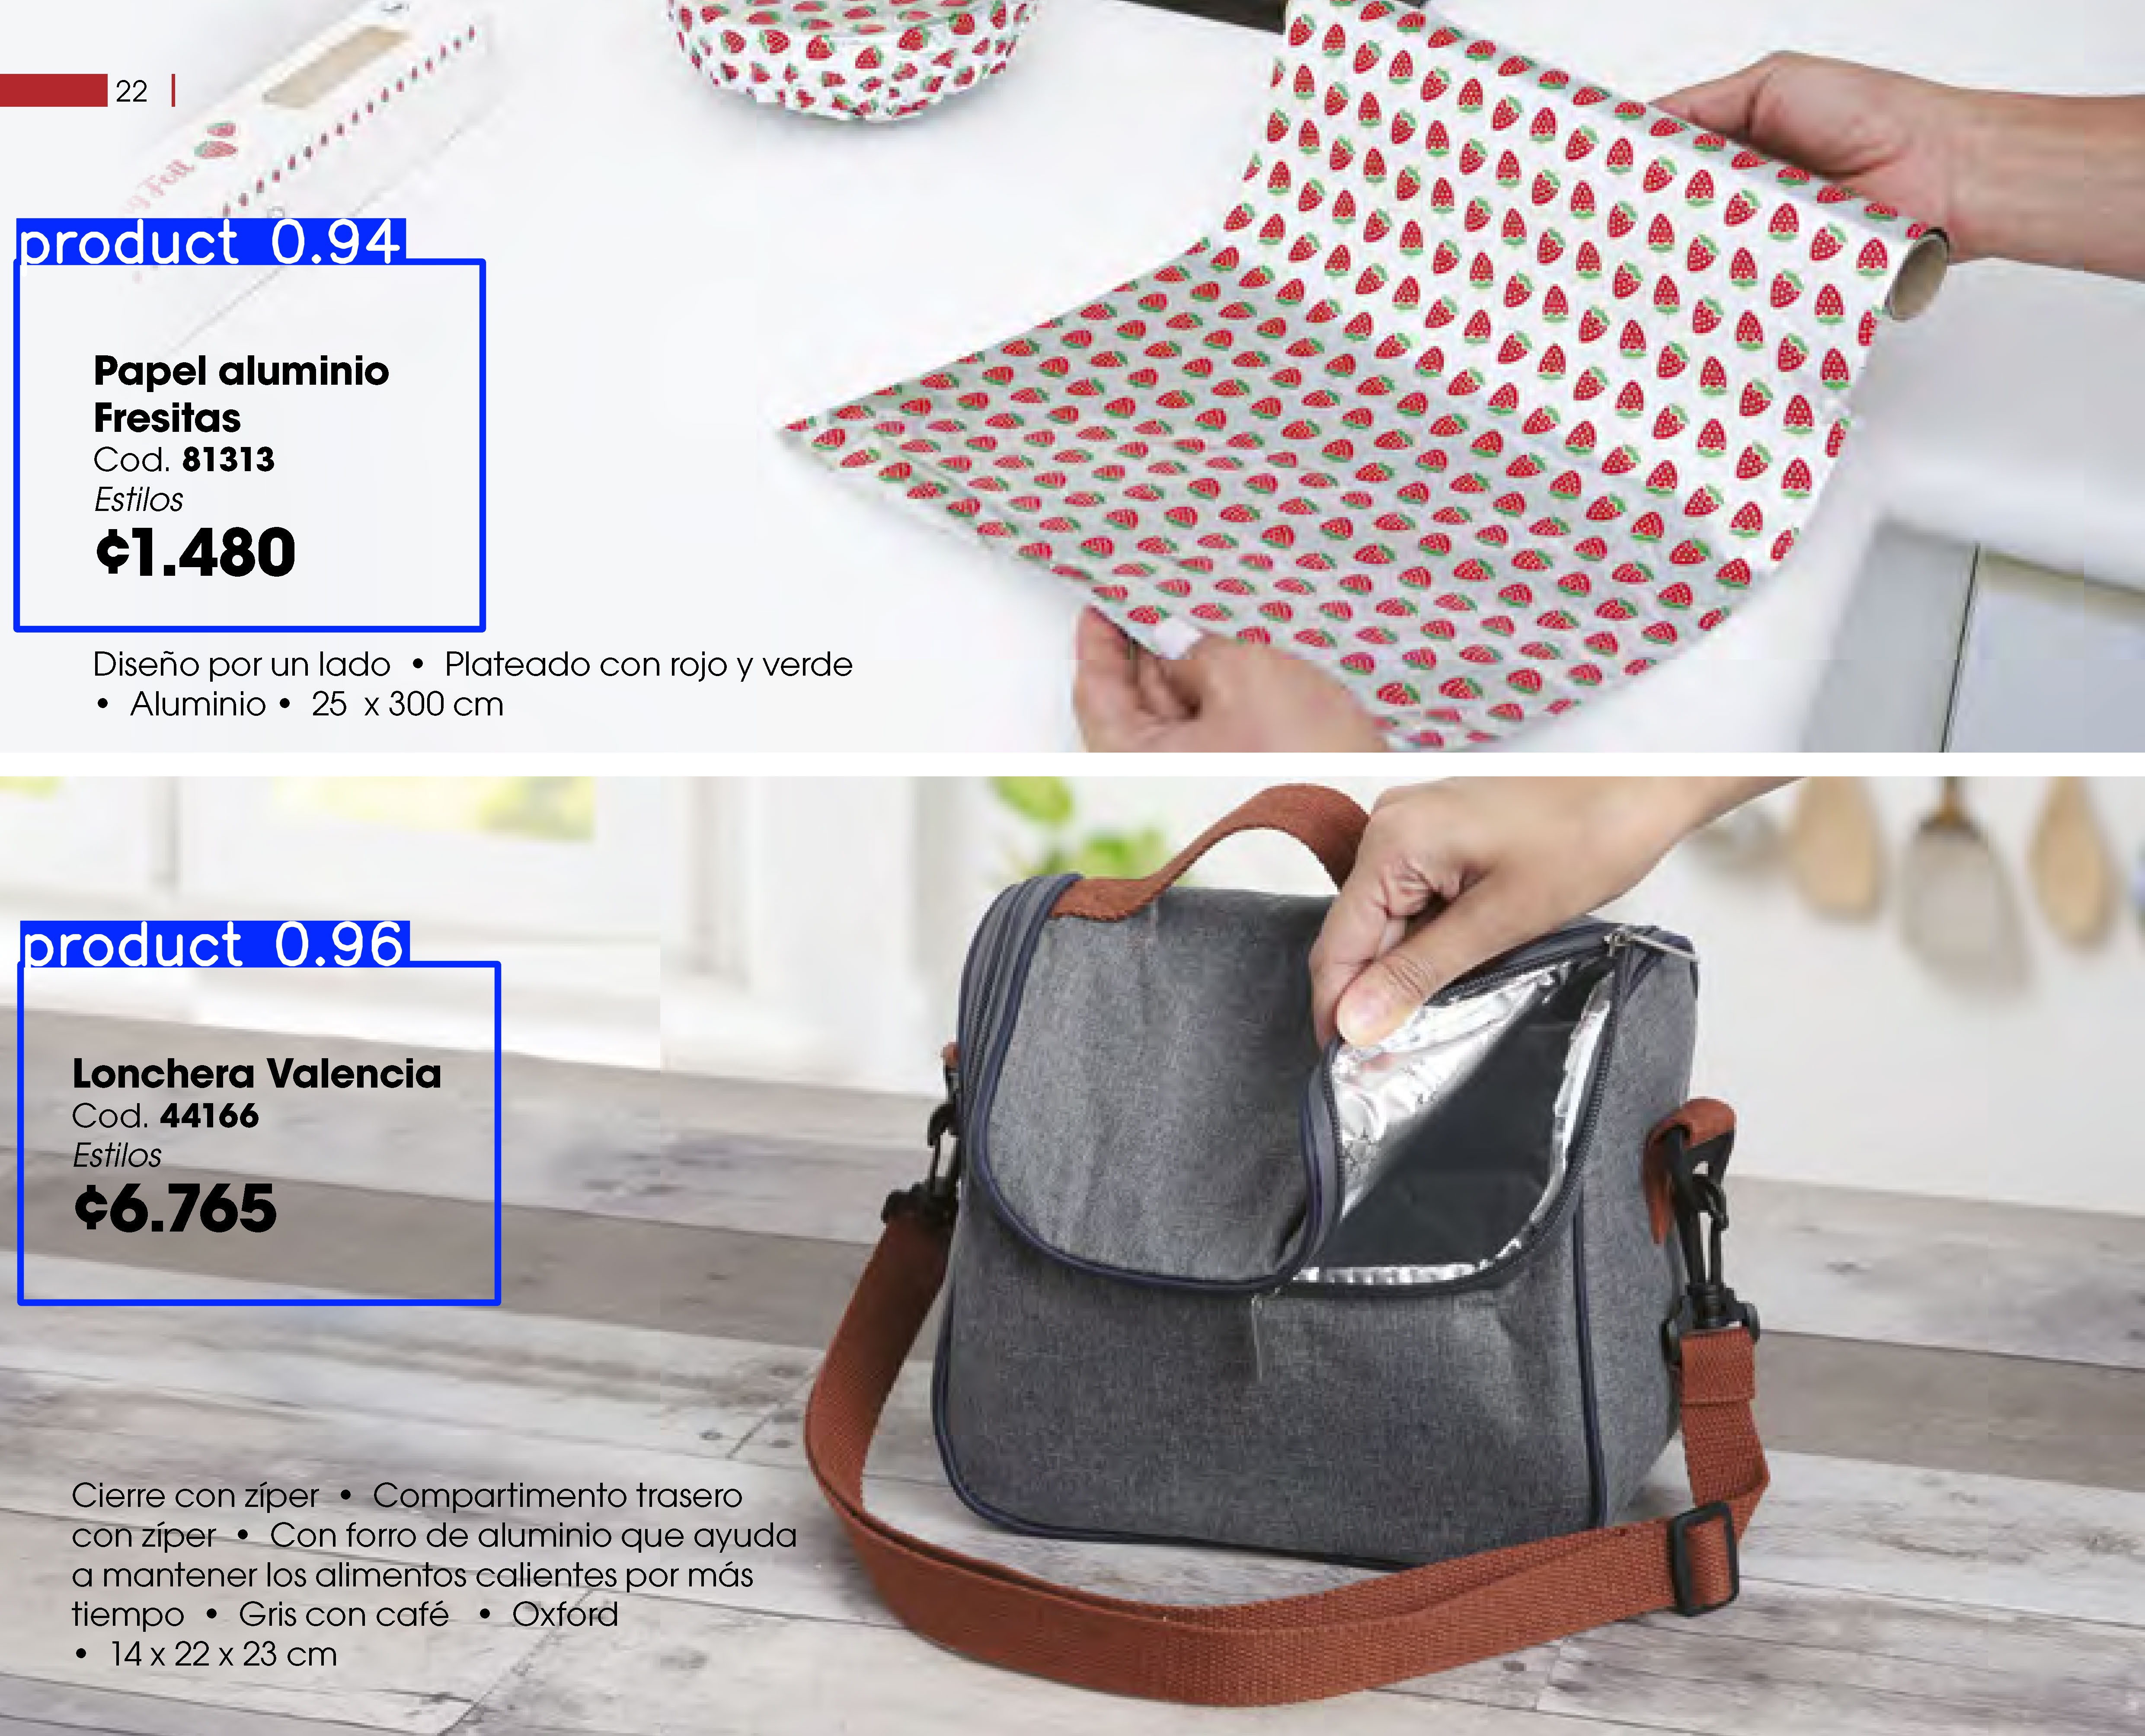 22
Foil
product 0.94
Papel aluminio
Fresitas
Cod. 81313
Estilos
¢1.480
Diseño por un lado • Plateado con rojo y verde
• Aluminio • 25 x 300 cm
product 0.96
Lonchera Valencia
Cod. 44166
Estilos
¢6.765
Cierre con zíper • Compartimento trasero
con zíper • Con forro de aluminio que ayuda
a mantener los alimentos calientes por más
tiempo • Gris con café • Oxford
• 14 x 22 x 23 cm